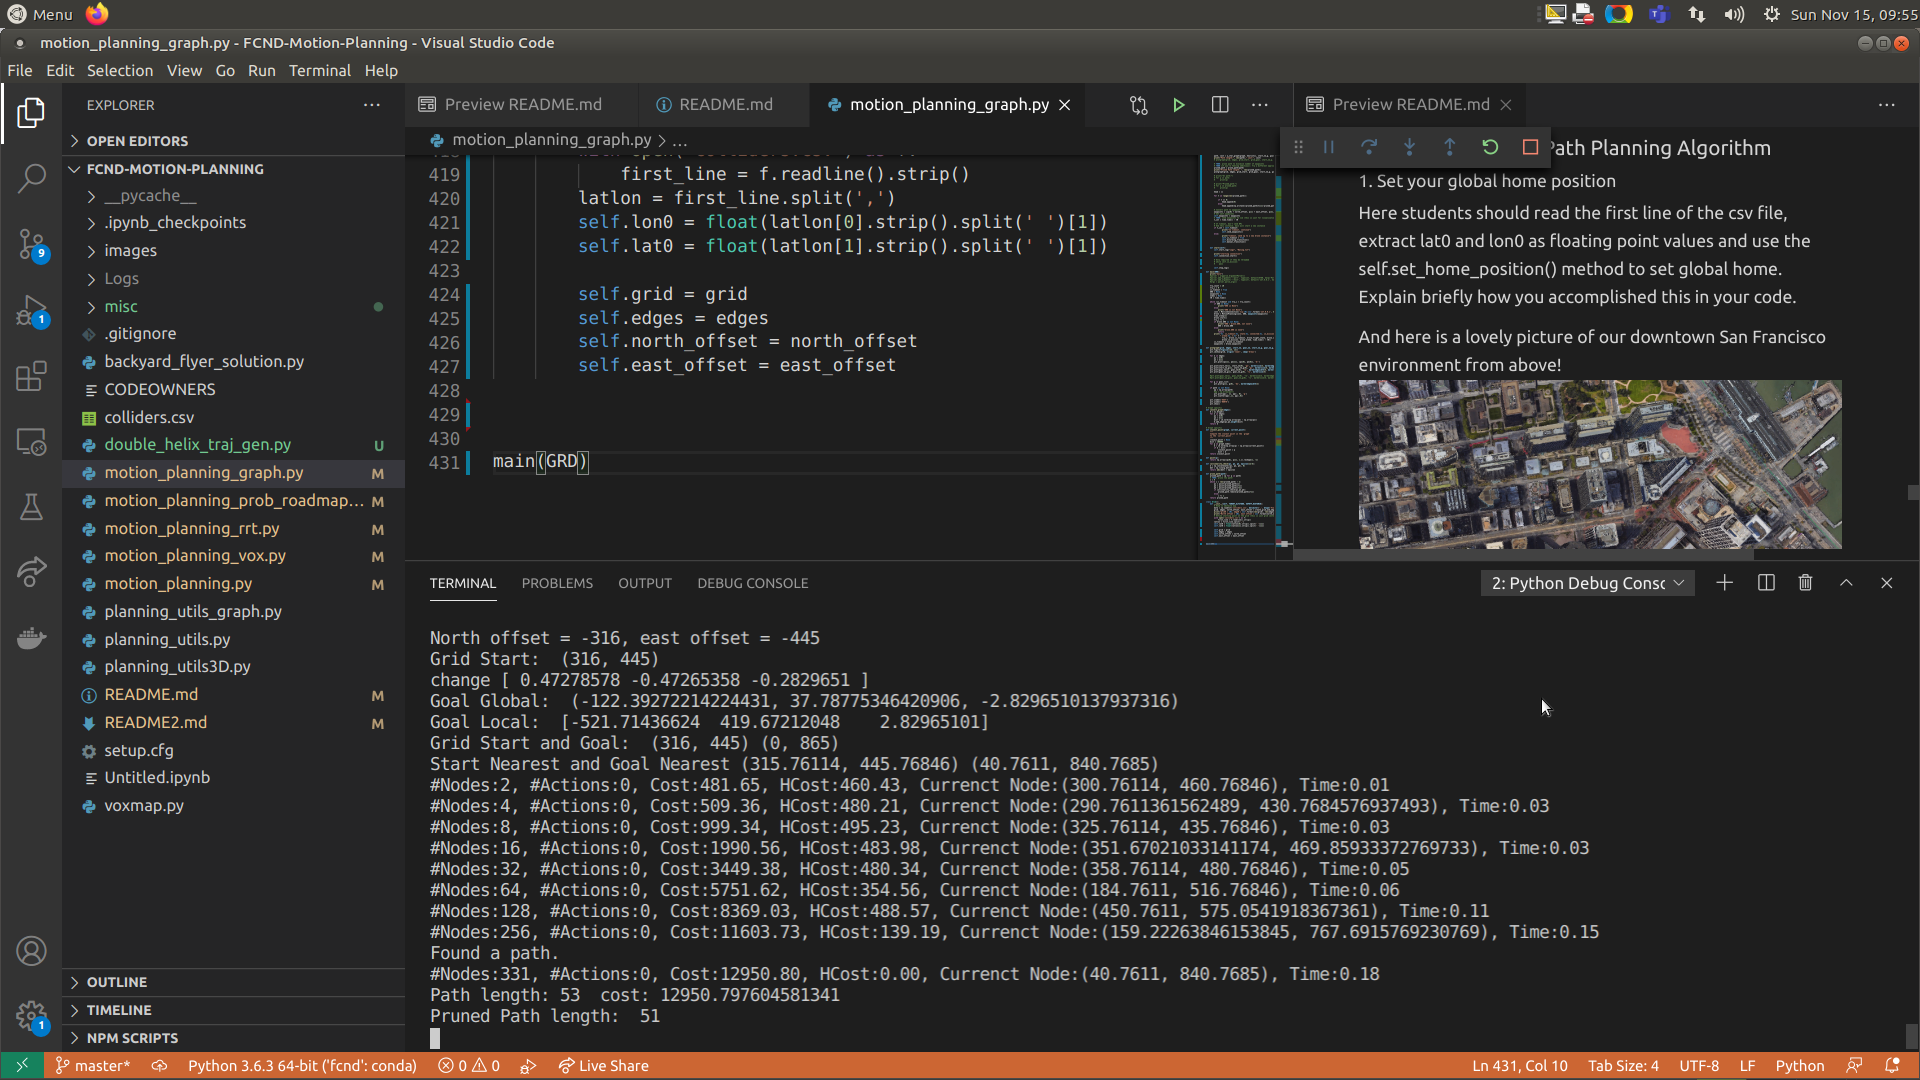 Menu
Sun Nov 15, 09:55
motion_planning_graph.py - FCND-Motion-Planning - Visual Studio Code
File Edit Selection View Go Run Terminal Help
EXPLORER
OPEN EDITORS
FCND-MOTION-PLANNING
__pycache__
.ipynb_checkpoints
images
Logs
misc
.gitignore
backyard_flyer_solution.py
CODEOWNERS
colliders.csv
double_helix_traj_gen.py U
motion_planning_graph.py M
motion_planning_prob_roadmap... M
motion_planning_rrt.py M
motion_planning_vox.py M
motion_planning.py M
planning_utils_graph.py
planning_utils.py
planning_utils3D.py
README.md M
README2.md M
setup.cfg
Untitled.ipynb
voxmap.py
OUTLINE
TIMELINE
NPM SCRIPTS
9
1
1
Preview README.md
README.md
motion_planning_graph.py
motion_planning_graph.py > ...
419 first_line = f.readline().strip()
420 latlon = first_line.split(',')
421 self.lon0 = float(latlon[0].strip().split(' ')[1])
422 self.lat0 = float(latlon[1].strip().split(' ')[1])
423
424 self.grid = grid
425 self.edges = edges
426 self.north_offset = north_offset
427 self.east_offset = east_offset
428
429
430
431 main(GRD)
Preview README.md
Path Planning Algorithm
1. Set your global home position
Here students should read the first line of the csv file,
extract lat0 and lon0 as floating point values and use the
self.set_home_position() method to set global home.
Explain briefly how you accomplished this in your code.
And here is a lovely picture of our downtown San Francisco
environment from above!
TERMINAL PROBLEMS OUTPUT DEBUG CONSOLE
2: Python Debug Consc
North offset = -316, east offset = -445
Grid Start:  (316, 445)
change [ 0.47278578 -0.47265358 -0.2829651 ]
Goal Global:  (-122.39272214224431, 37.78775346420906, -2.8296510137937316)
Goal Local:  [-521.71436624  419.67212048    2.82965101]
Grid Start and Goal:  (316, 445) (0, 865)
Start Nearest and Goal Nearest (315.76114, 445.76846) (40.7611, 840.7685)
#Nodes:2, #Actions:0, Cost:481.65, HCost:460.43, Currenct Node:(300.76114, 460.76846), Time:0.01
#Nodes:4, #Actions:0, Cost:509.36, HCost:480.21, Currenct Node:(290.7611361562489, 430.7684576937493), Time:0.03
#Nodes:8, #Actions:0, Cost:999.34, HCost:495.23, Currenct Node:(325.76114, 435.76846), Time:0.03
#Nodes:16, #Actions:0, Cost:1990.56, HCost:483.98, Currenct Node:(351.67021033141174, 469.85933372769733), Time:0.03
#Nodes:32, #Actions:0, Cost:3449.38, HCost:480.34, Currenct Node:(358.76114, 480.76846), Time:0.05
#Nodes:64, #Actions:0, Cost:5751.62, HCost:354.56, Currenct Node:(184.7611, 516.76846), Time:0.06
#Nodes:128, #Actions:0, Cost:8369.03, HCost:488.57, Currenct Node:(450.7611, 575.0541918367361), Time:0.11
#Nodes:256, #Actions:0, Cost:11603.73, HCost:139.19, Currenct Node:(159.22263846153845, 767.6915769230769), Time:0.15
Found a path.
#Nodes:331, #Actions:0, Cost:12950.80, HCost:0.00, Currenct Node:(40.7611, 840.7685), Time:0.18
Path length: 53  cost: 12950.797604581341
Pruned Path length:  51
master* Python 3.6.3 64-bit ('fcnd': conda) 0 0 Live Share Ln 431, Col 10 Tab Size: 4 UTF-8 LF Python